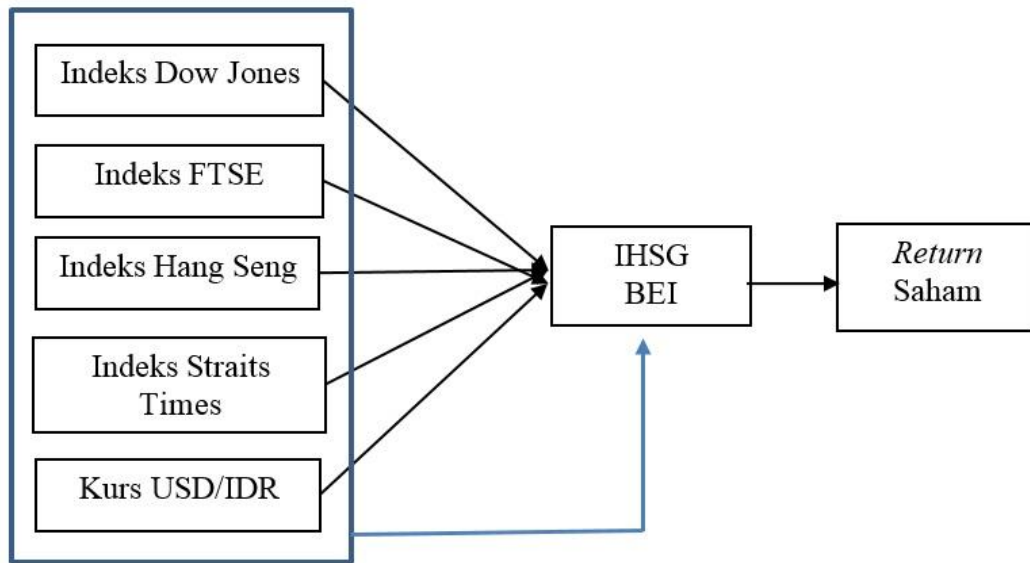 Indeks Dow Jones
Indeks FTSE
Indeks Hang Seng
Indeks Straits
Times
Kurs USD/IDR
IHSG
BEI
Return
Saham